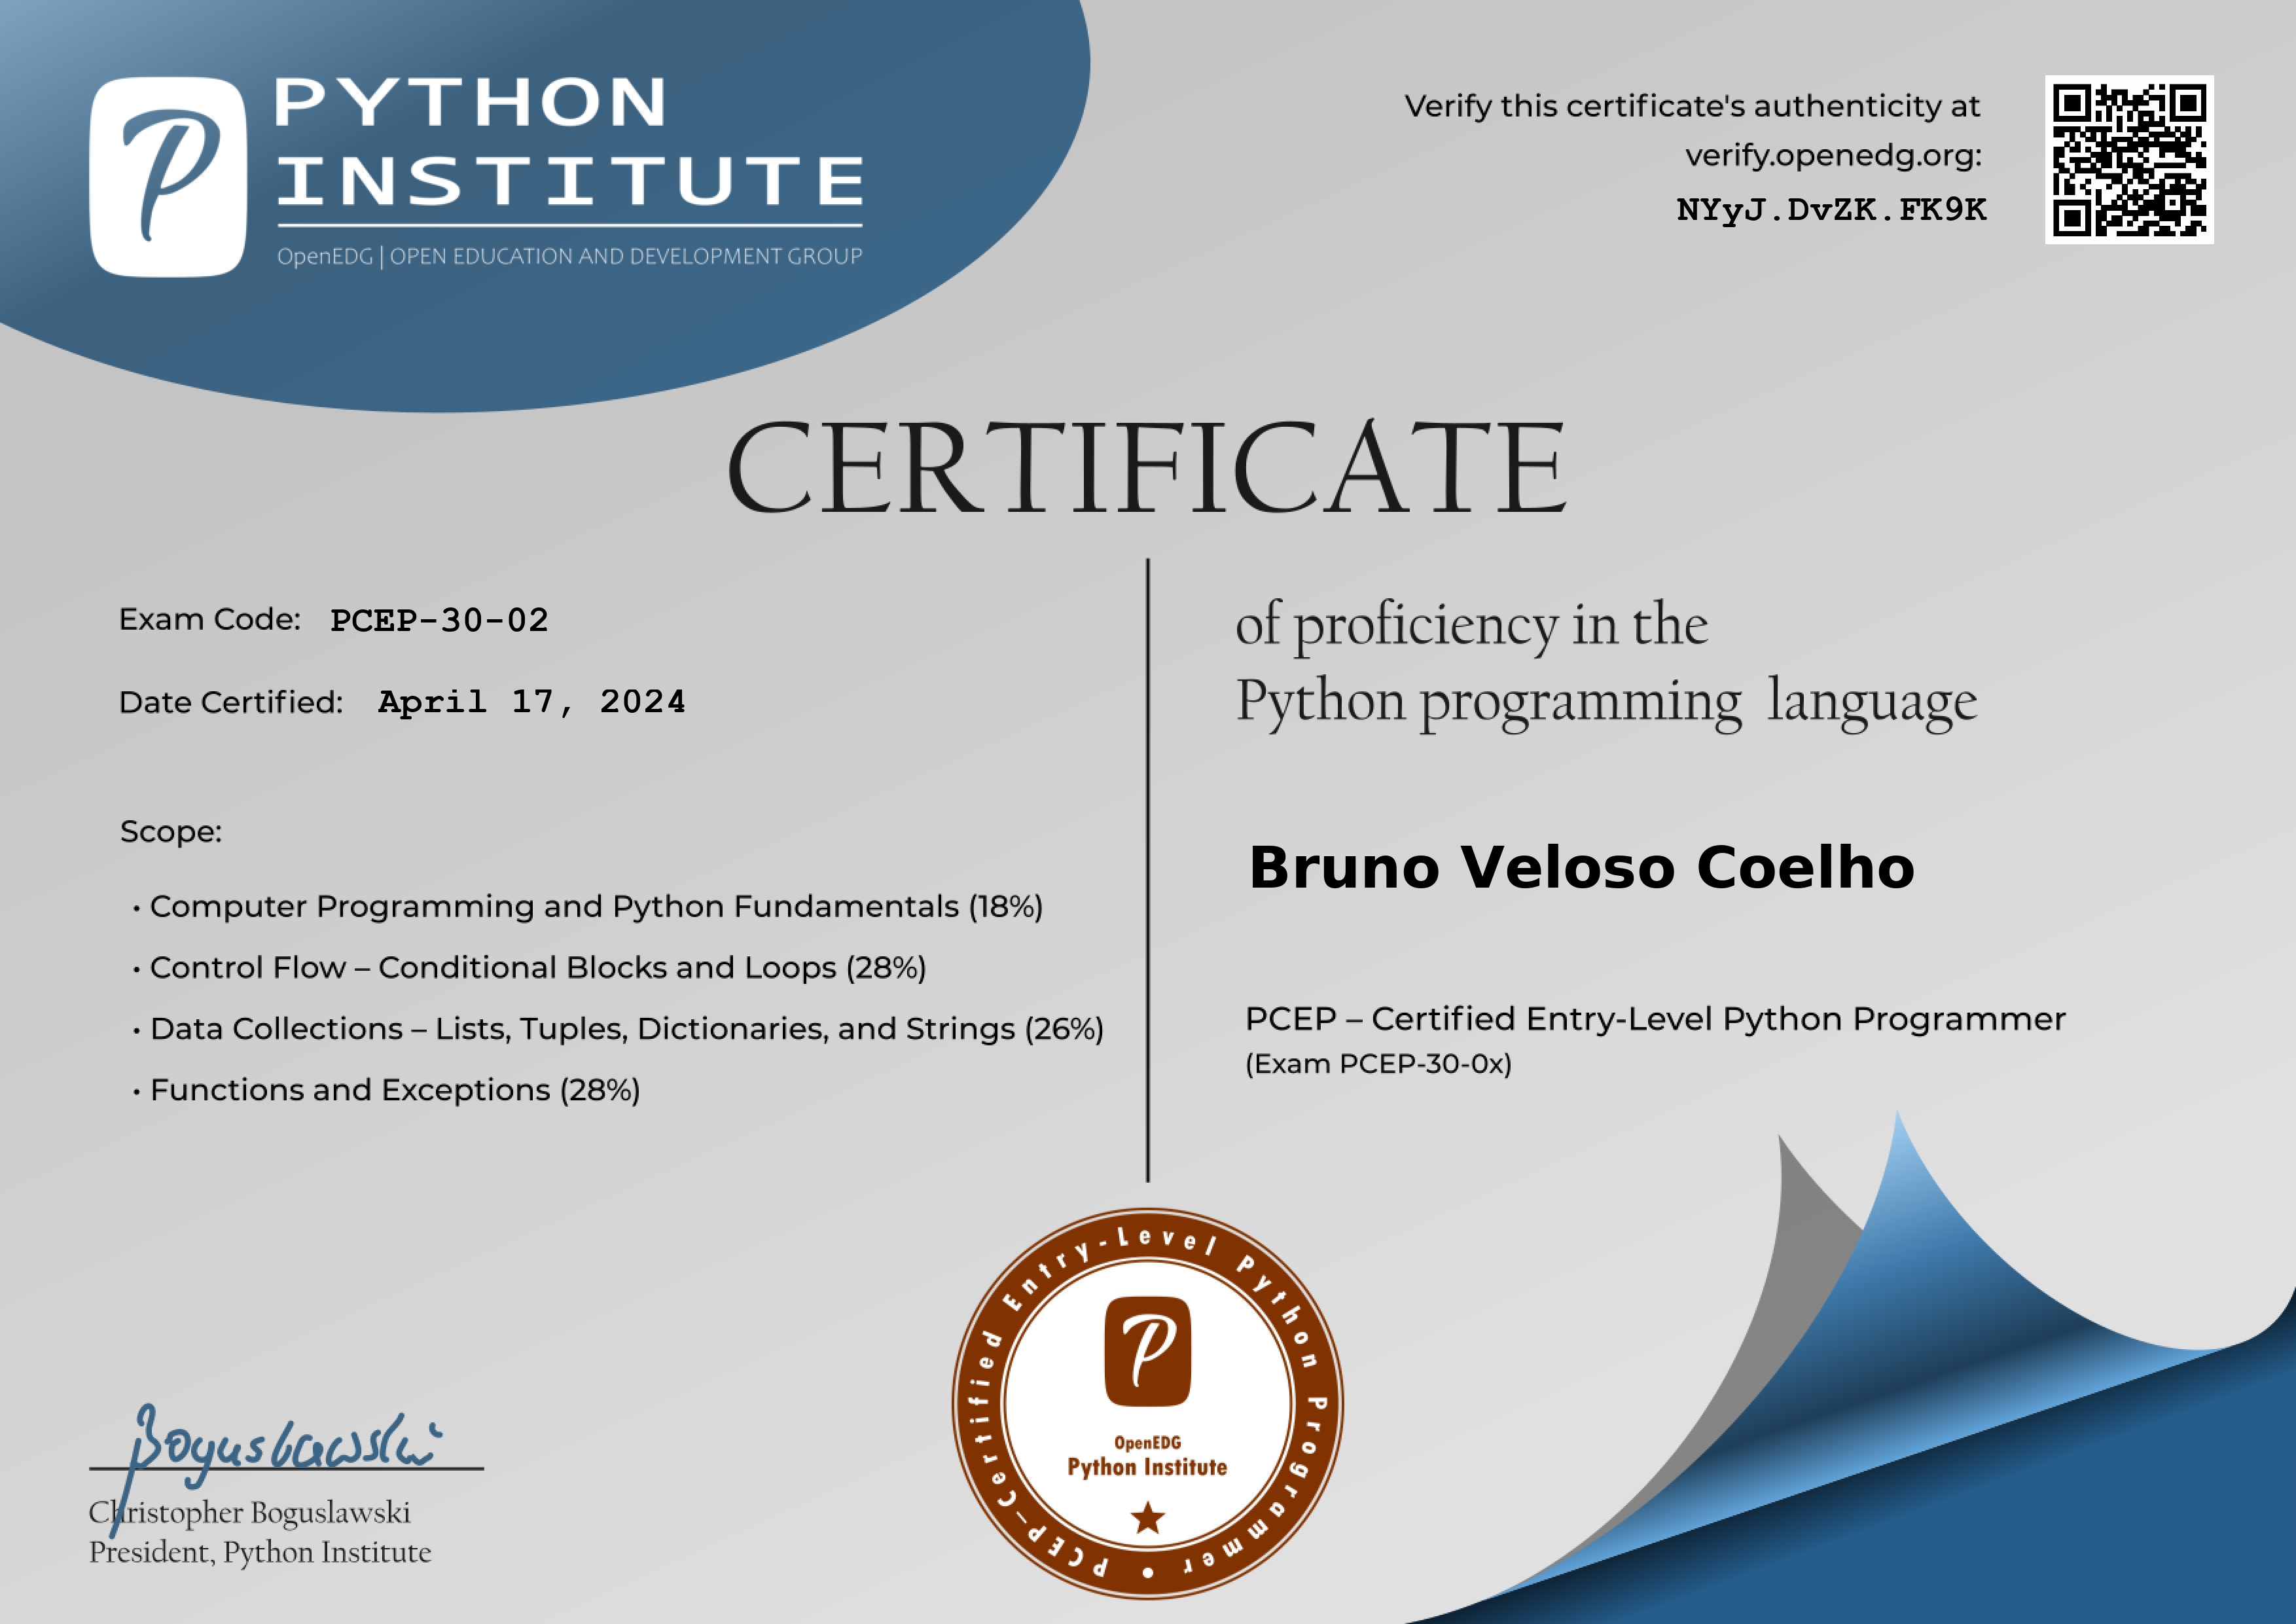 PYTHON
INSTITUTE
OpenEDG | OPEN EDUCATION AND DEVELOPMENT GROUP
Verify this certificate's authenticity at
verify.openedg.org:
NYyJ.DvZK.FK9K
CERTIFICATE
Exam Code: PCEP-30-02
Date Certified: April 17, 2024
Scope:
• Computer Programming and Python Fundamentals (18%)
• Control Flow – Conditional Blocks and Loops (28%)
• Data Collections – Lists, Tuples, Dictionaries, and Strings (26%)
• Functions and Exceptions (28%)
of proficiency in the
Python programming language
Bruno Veloso Coelho
PCEP – Certified Entry-Level Python Programmer
(Exam PCEP-30-0x)
Boguslawski
Christopher Boguslawski
President, Python Institute
PCEP–Certified Entry-Level Python Programmer •
P
OpenEDG
Python Institute